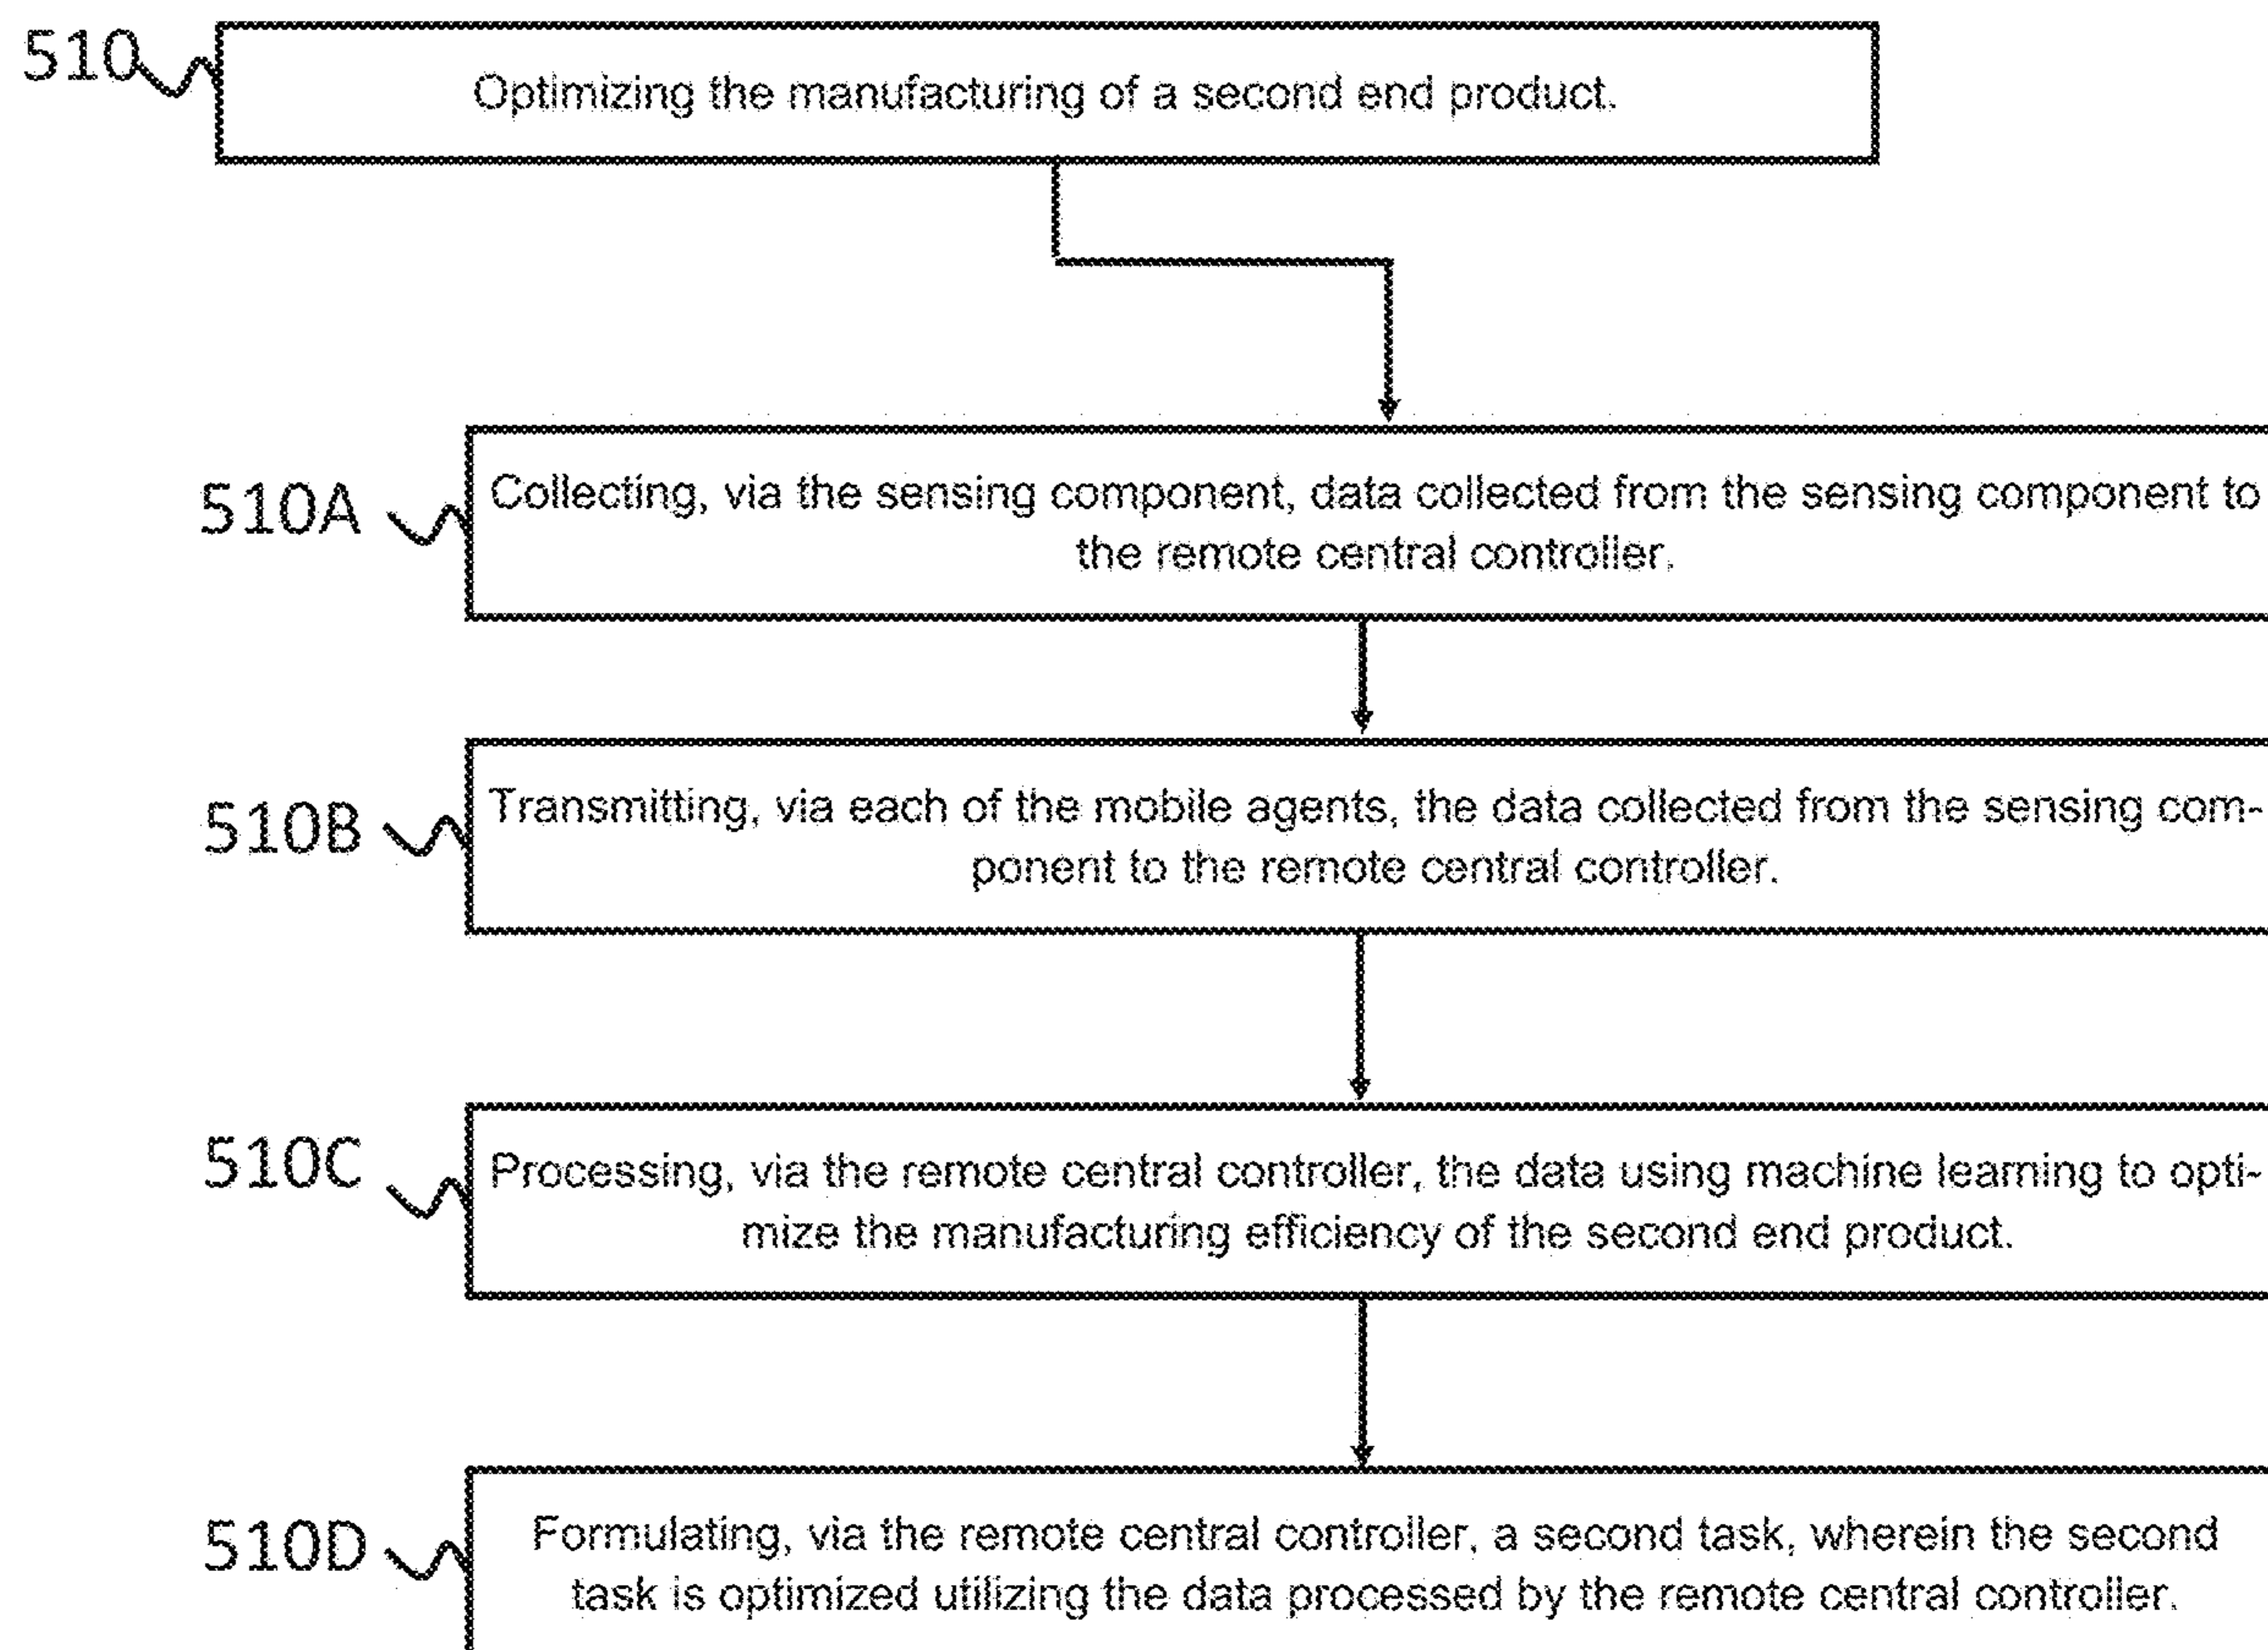 510
Optimizing the manufacturing of a second end product.
510A
Collecting, via the sensing component, data collected from the sensing component to
the remote central controller.
510B
Transmitting, via each of the mobile agents, the data collected from the sensing com-
ponent to the remote central controller.
510C
Processing, via the remote central controller, the data using machine learning to opti-
mize the manufacturing efficiency of the second end product.
510D
Formulating, via the remote central controller, a second task, wherein the second
task is optimized utilizing the data processed by the remote central controller.